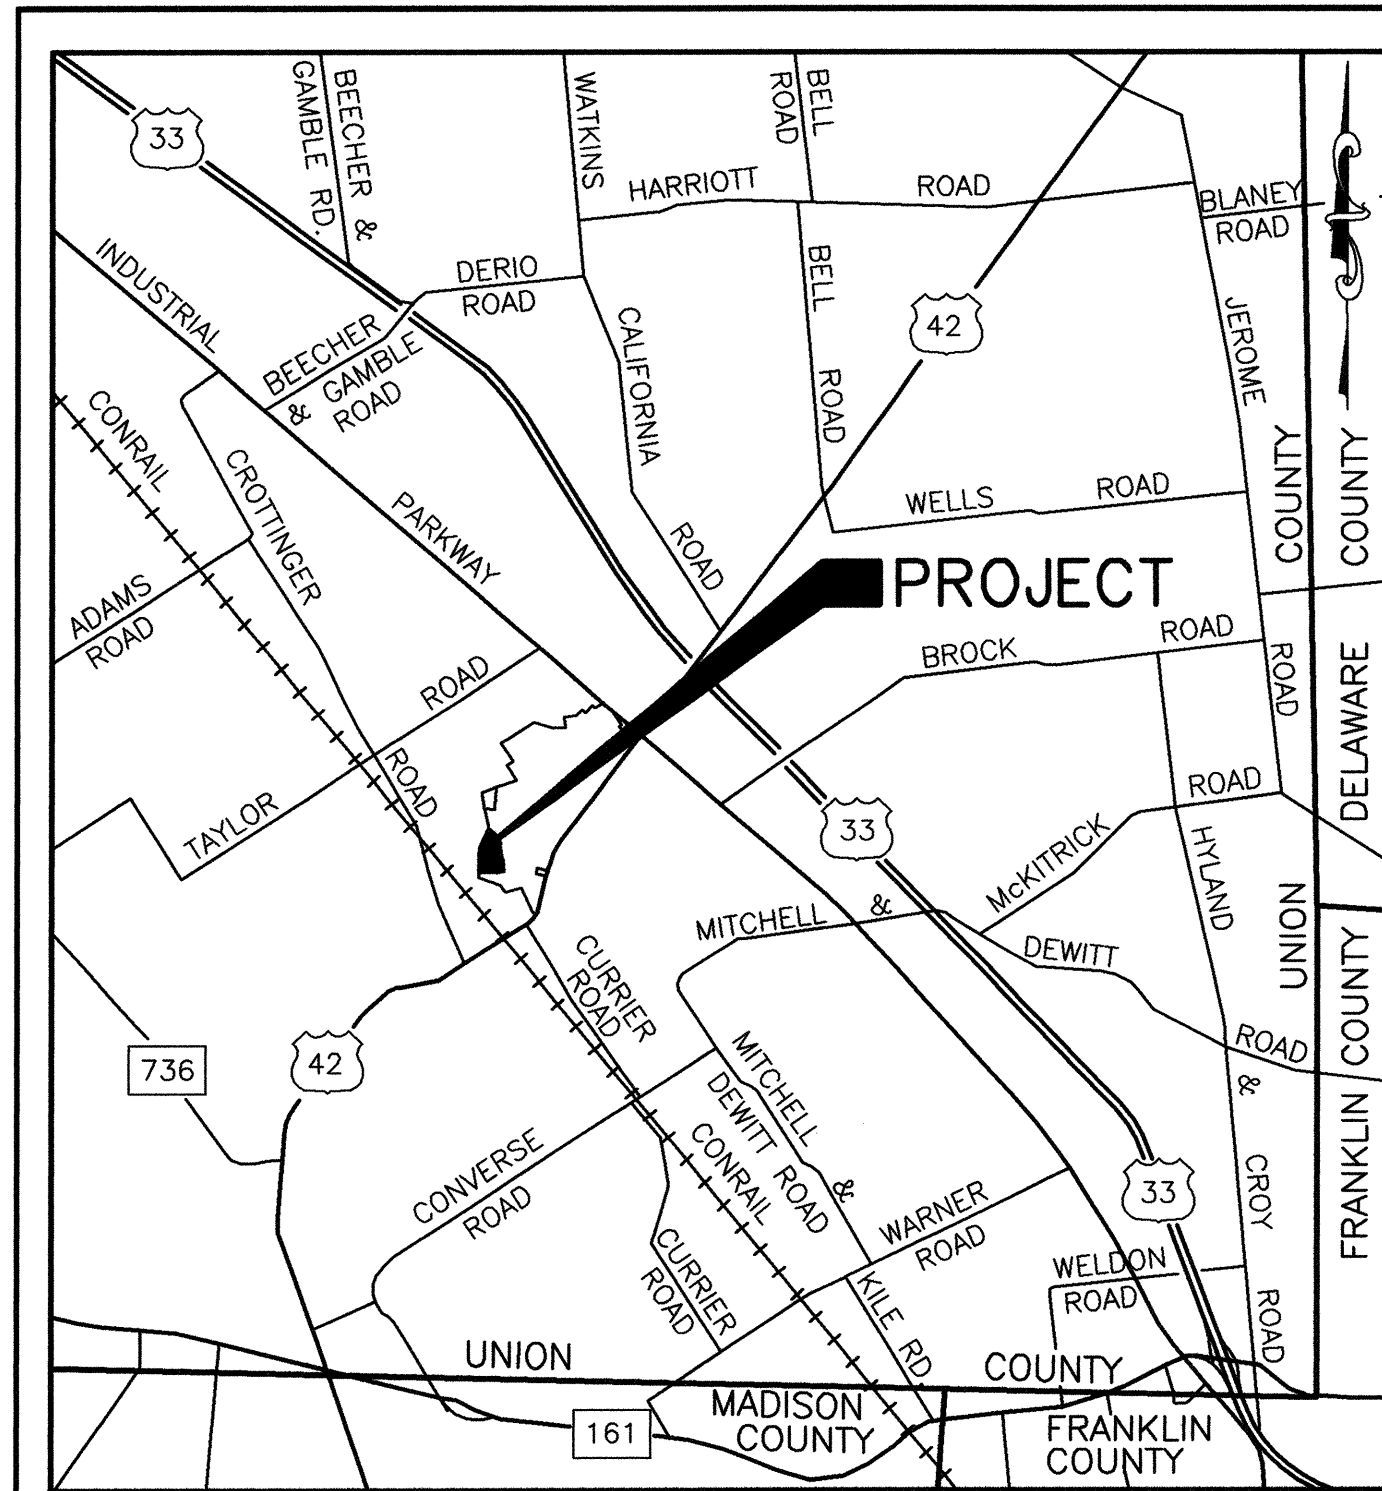 33
BEECHER &
GAMBLE RD.
WATKINS
BELL
ROAD
HARRIOTT ROAD
BLANEY
ROAD
INDUSTRIAL
DERIO
ROAD
BELL
42
JEROME
BEECHER
& GAMBLE
ROAD
CALIFORNIA
ROAD
CONRAIL
COUNTY
COUNTY
CROTTINGER
PARKWAY
WELLS ROAD
ROAD
PROJECT
ADAMS
ROAD
BROCK ROAD
ROAD
DELAWARE
ROAD
ROAD
TAYLOR
33
ROAD
McKITRICK
HYLAND
UNION
MITCHELL &
DEWITT
CURRIER
ROAD
FRANKLIN COUNTY
ROAD
736
42
MITCHELL &
DEWITT ROAD
&
CONRAIL
CONVERSE
ROAD
CROY
33
WARNER
ROAD
CURRIER
ROAD
WELDON
ROAD
KILE RD
ROAD
UNION COUNTY
MADISON
COUNTY
161
FRANKLIN
COUNTY